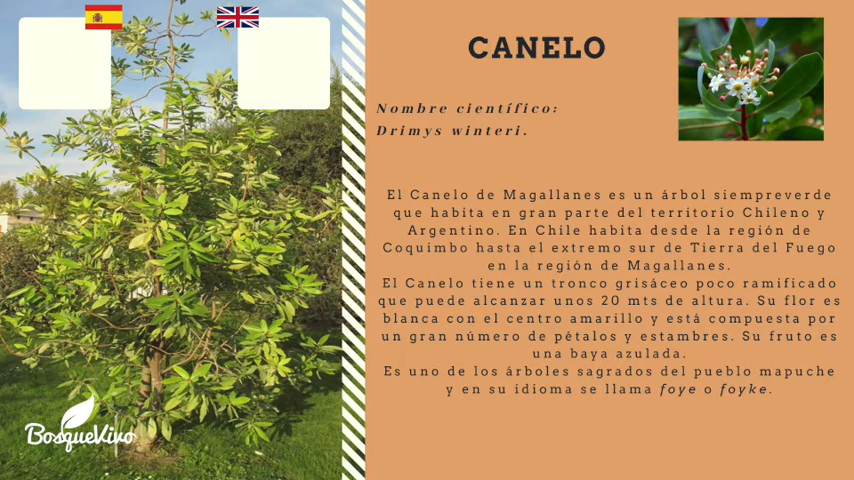 CANELO
Nombre científico:
Drimys winteri.
El Canelo de Magallanes es un árbol siempreverde
que habita en gran parte del territorio Chileno y
Argentino. En Chile habita desde la región de
Coquimbo hasta el extremo sur de Tierra del Fuego
en la región de Magallanes.
El Canelo tiene un tronco grisáceo poco ramificado
que puede alcanzar unos 20 mts de altura. Su flor es
blanca con el centro amarillo y está compuesta por
un gran número de pétalos y estambres. Su fruto es
una baya azulada.
Es uno de los árboles sagrados del pueblo mapuche
y en su idioma se llama foye o foyke.
BosqueVivo